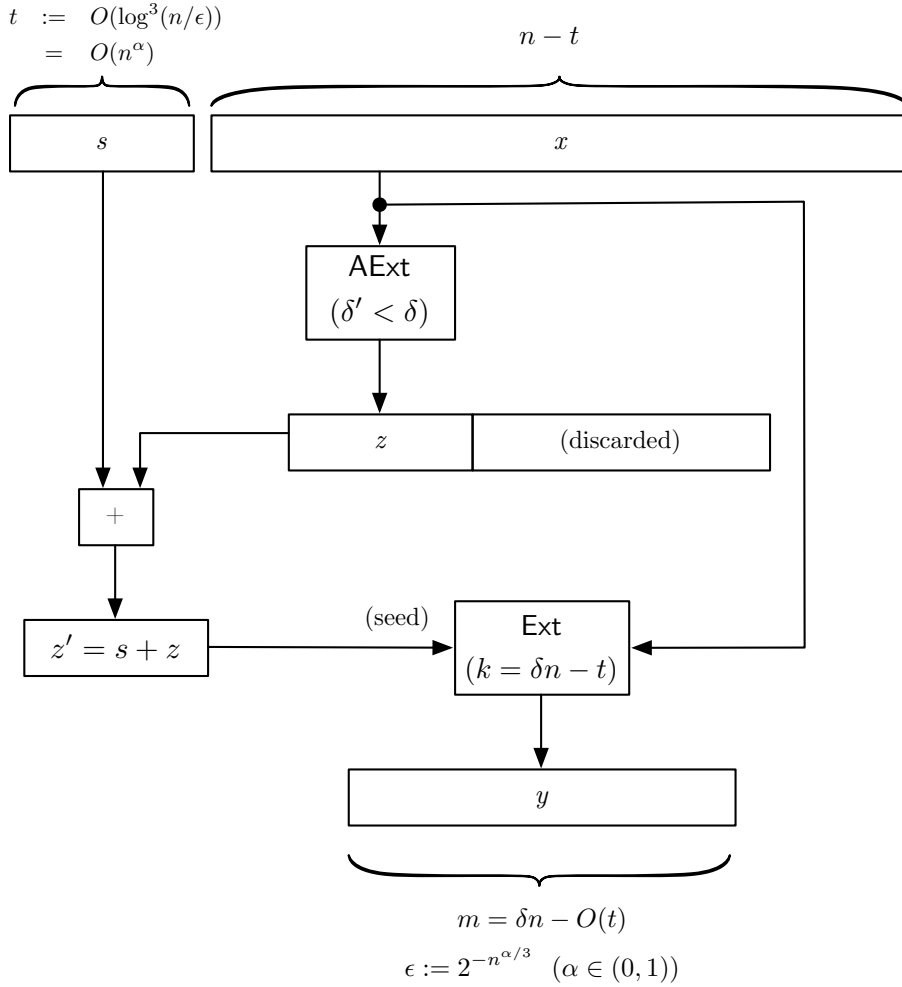 t := O(log³(n/ϵ))
= O(n^α)
n − t
s
x
AExt
(δ′ < δ)
z
(discarded)
+
z′ = s + z
(seed)
Ext
(k = δn − t)
y
m = δn − O(t)
ϵ := 2^{−n^{α/3}} (α ∈ (0, 1))